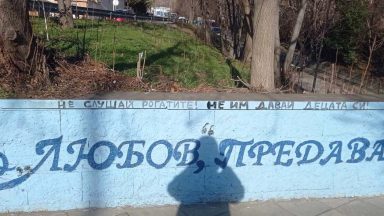 НЕ СЛУШАЙ РОГАТИТЕ! НЕ ИМ ДАВАЙ ДЕЦАТА СИ!
...ЛЮБОВ, ПРЕДАВА